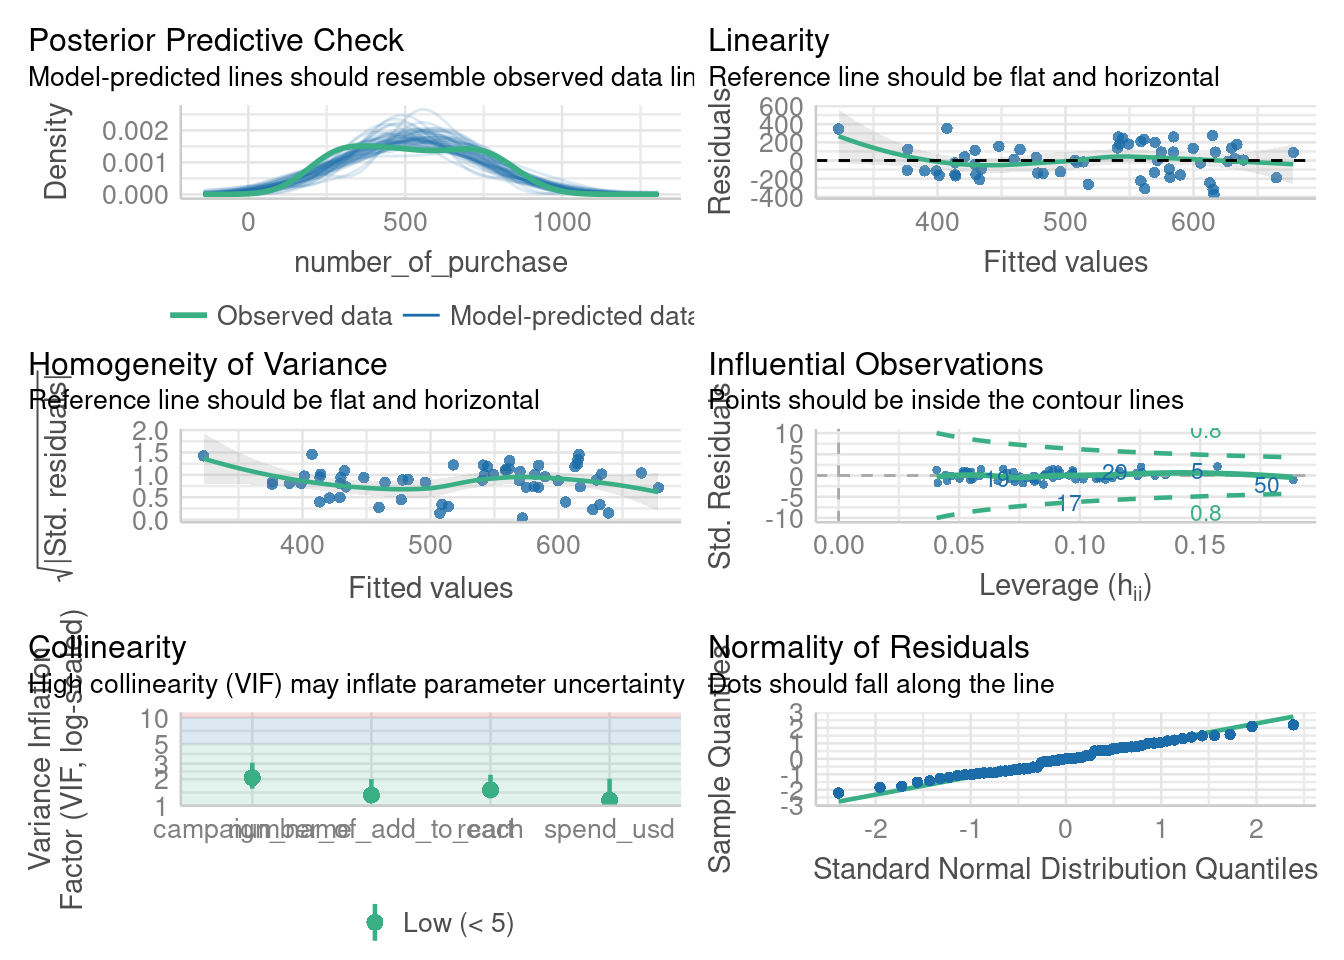 Posterior Predictive Check
Model-predicted lines should resemble observed data lin
Density
0.002
0.001
0.000
0
500
1000
number_of_purchase
Observed data
Model-predicted data
Linearity
Reference line should be flat and horizontal
Residuals
600
400
200
0
-200
-400
400
500
600
Fitted values
Homogeneity of Variance
Reference line should be flat and horizontal
√|Std. residuals|
2.0
1.5
1.0
0.5
0.0
400
500
600
Fitted values
Influential Observations
Points should be inside the contour lines
Std. Residuals
10
5
0
-5
-10
0.8
0.8
29
5
50
17
0.00
0.05
0.10
0.15
Leverage (hii)
Collinearity
High collinearity (VIF) may inflate parameter uncertainty
Variance Inflation
Factor (VIF, log-scaled)
10
5
3
2
1
campaign_name
number_of_add_to_cart
reach
spend_usd
Low (< 5)
Normality of Residuals
Dots should fall along the line
Sample Quantiles
3
2
1
0
-1
-2
-3
-2
-1
0
1
2
Standard Normal Distribution Quantiles